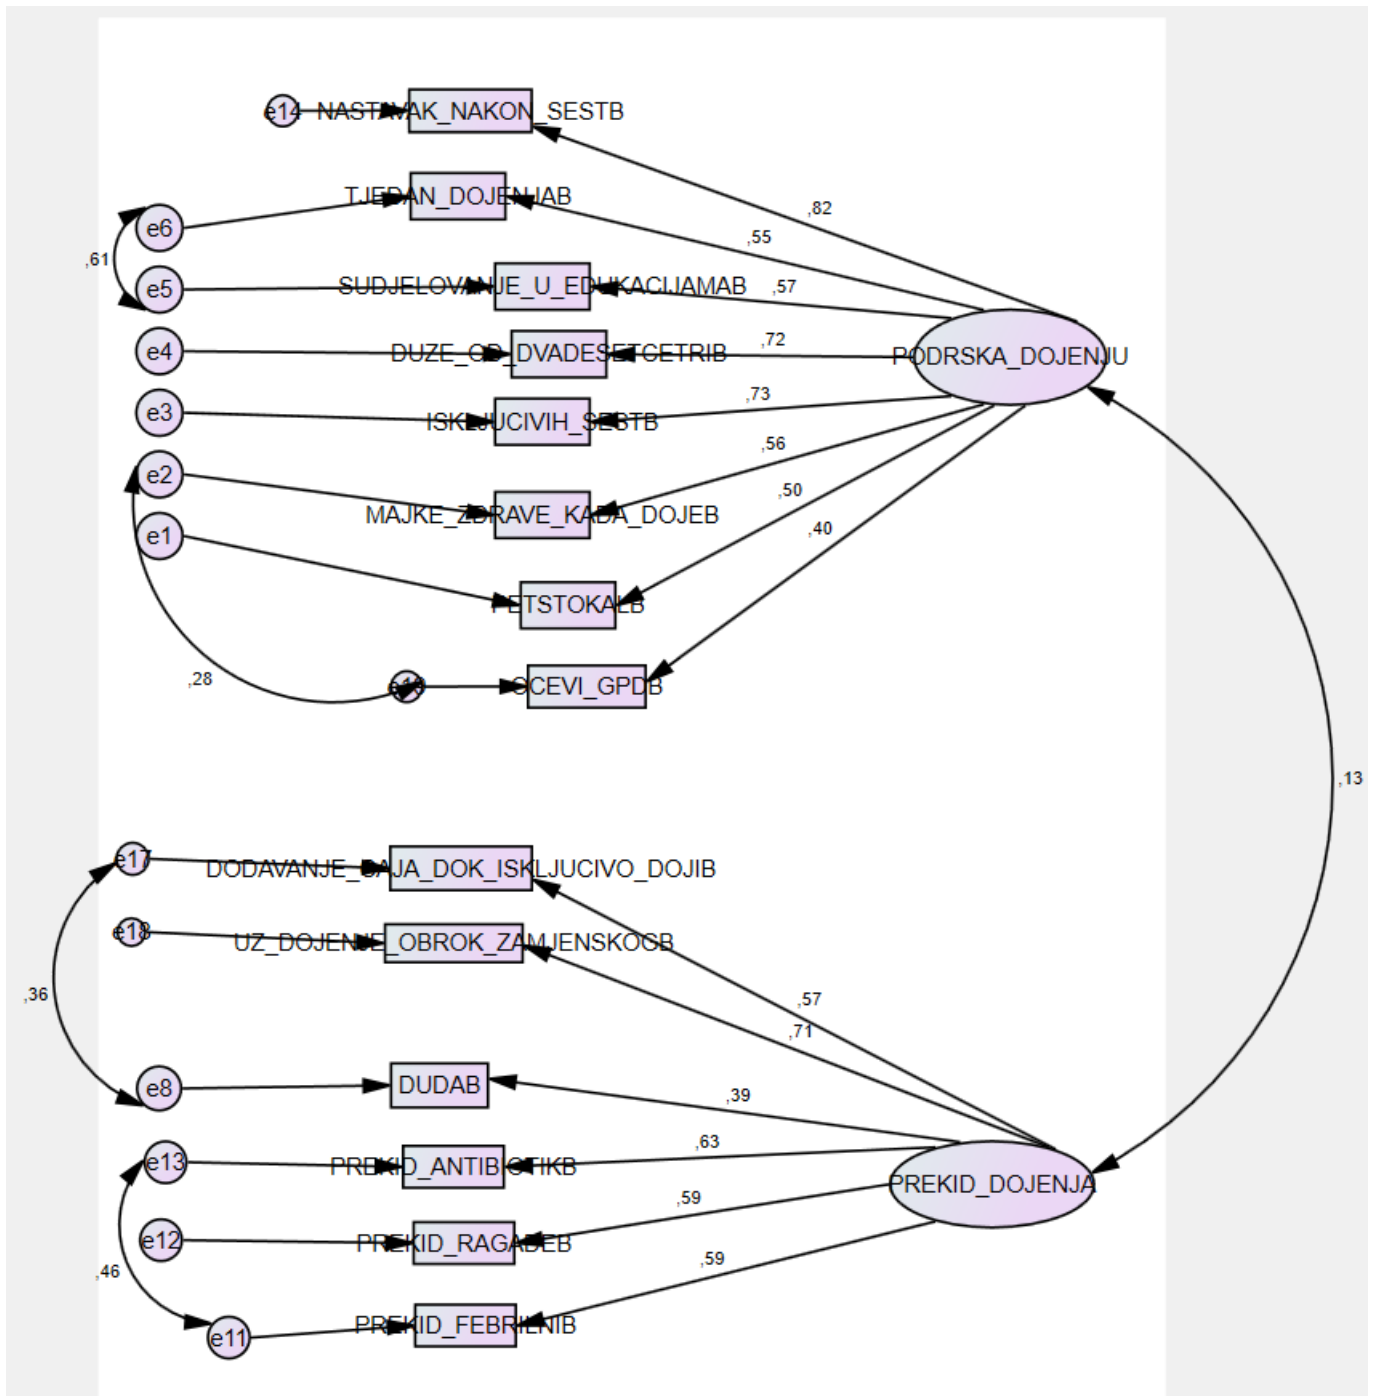 e14 NASTAVAK_NAKON_SESTB
,82
TJEDAN_DOJENJAB
e6
,55
,61
e5 SUDJELOVANJE_U_EDUKACIJAMAB ,57
e4 DUZE_OD_DVADESETCETRIB ,72 PODRSKA_DOJENJU
,73
e3 ISKLJUCIVIH_SESTB
,56
e2
,50
MAJKE_ZDRAVE_KADA_DOJEB
e1
,40
PETSTOKALB
,28
OCEVI_GPDB
,13
e17 DODAVANJE_CAJA_DOK_ISKLJUCIVO_DOJIB
e18 UZ_DOJENJE_OBROK_ZAMJENSKOGB
,36
,57
,71
e8 DUDAB
,39
,63
e13 PREKID_ANTIBIOTIKB
PREKID_DOJENJA
,59
e12 PREKID_RAGADEB
,46
,59
e11 PREKID_FEBRILNIB